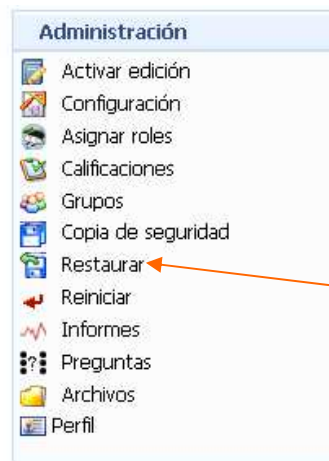 Administración
Activar edición
Configuración
Asignar roles
Calificaciones
Grupos
Copia de seguridad
Restaurar
Reiniciar
Informes
Preguntas
Archivos
Perfil